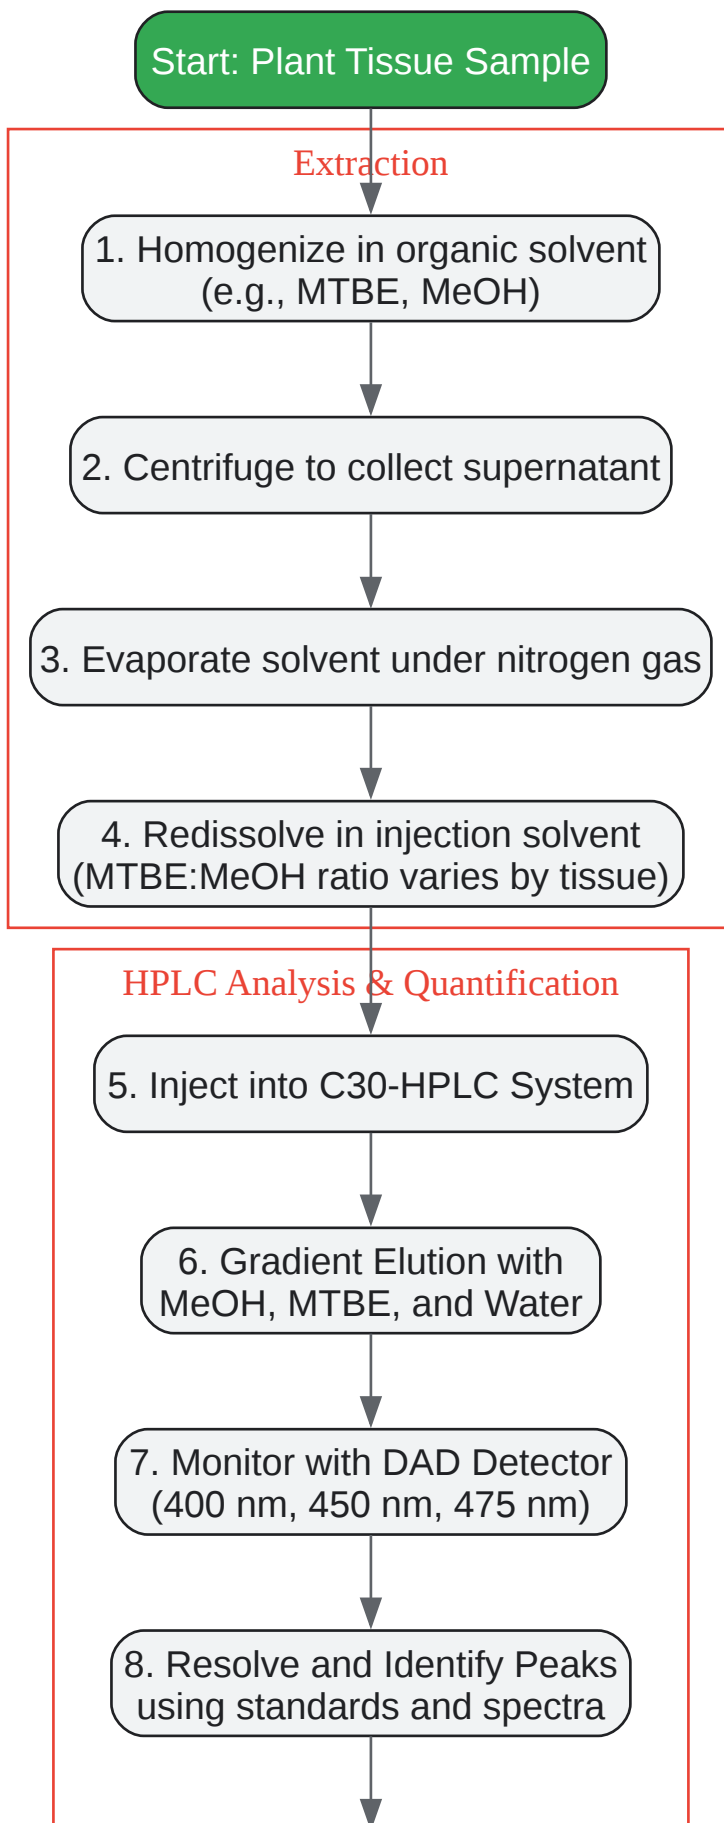 Start: Plant Tissue Sample
Extraction
1. Homogenize in organic solvent
(e.g., MTBE, MeOH)
2. Centrifuge to collect supernatant
3. Evaporate solvent under nitrogen gas
4. Redissolve in injection solvent
(MTBE:MeOH ratio varies by tissue)
HPLC Analysis & Quantification
5. Inject into C30-HPLC System
6. Gradient Elution with
MeOH, MTBE, and Water
7. Monitor with DAD Detector
(400 nm, 450 nm, 475 nm)
8. Resolve and Identify Peaks
using standards and spectra